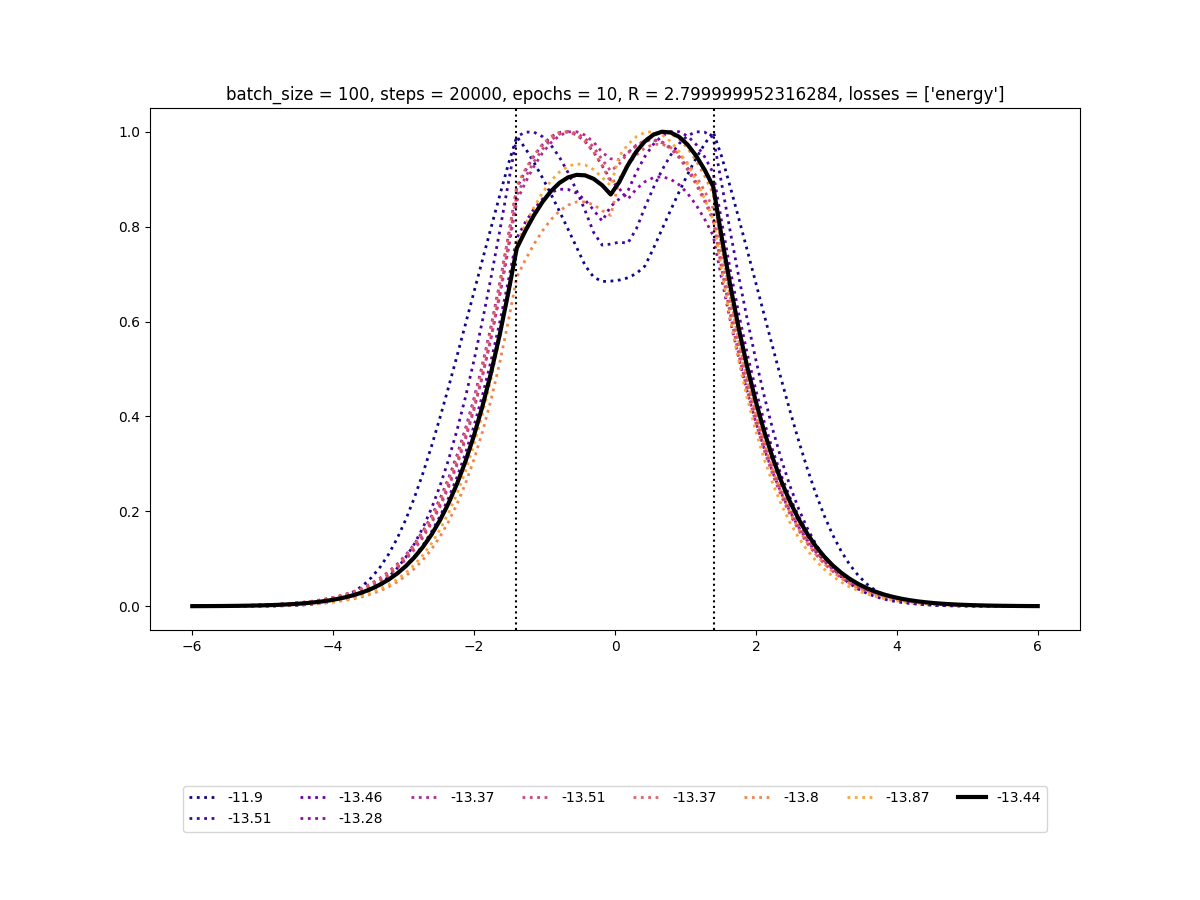 batch_size = 100, steps = 20000, epochs = 10, R = 2.799999952316284, losses = ['energy']
1.0
0.8
0.6
0.4
0.2
0.0
−6 −4 −2 0 2 4 6
-11.9 -13.46 -13.37 -13.51 -13.37 -13.8 -13.87 -13.44
-13.51 -13.28